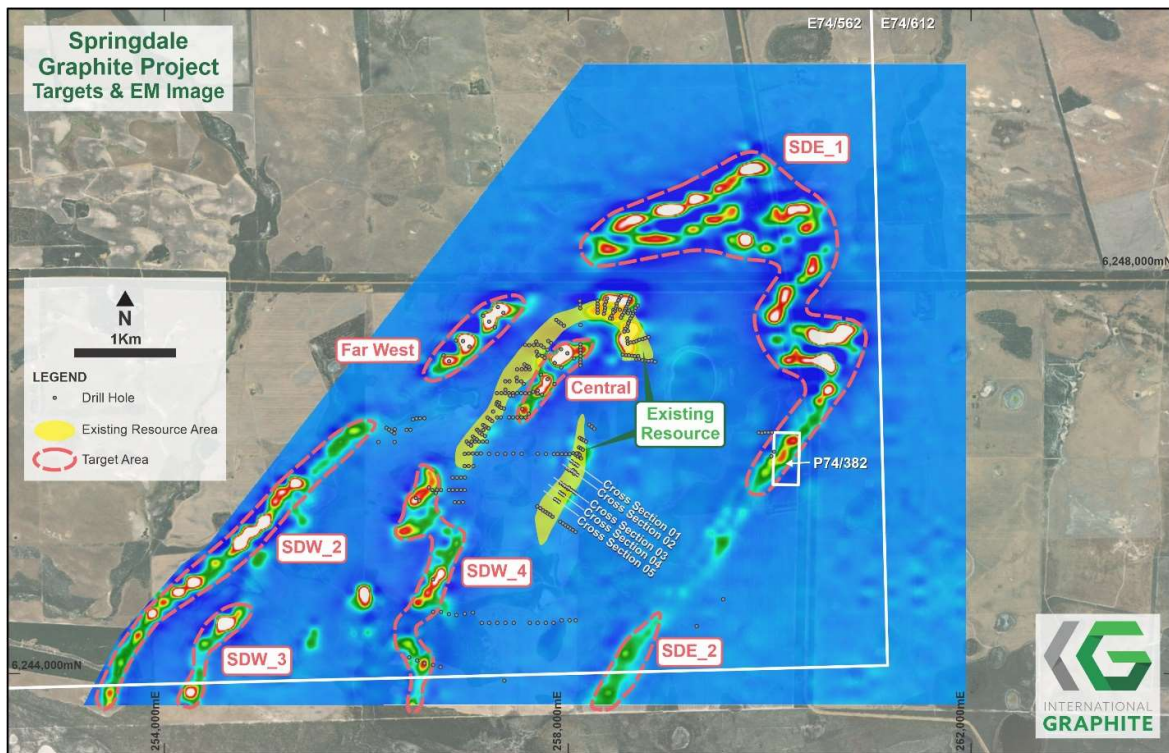 Springdale
Graphite Project
Targets & EM Image
E74/562
E74/612
SDE_1
6,248,000mN
N
1Km
LEGEND
Drill Hole
Existing Resource Area
Target Area
Far West
Central
Existing
Resource
P74/382
Cross Section 01
Cross Section 02
Cross Section 03
Cross Section 04
Cross Section 05
SDW_2
SDW_4
SDW_3
SDE_2
6,244,000mN
254,000mE
258,000mE
262,000mE
INTERNATIONAL
GRAPHITE